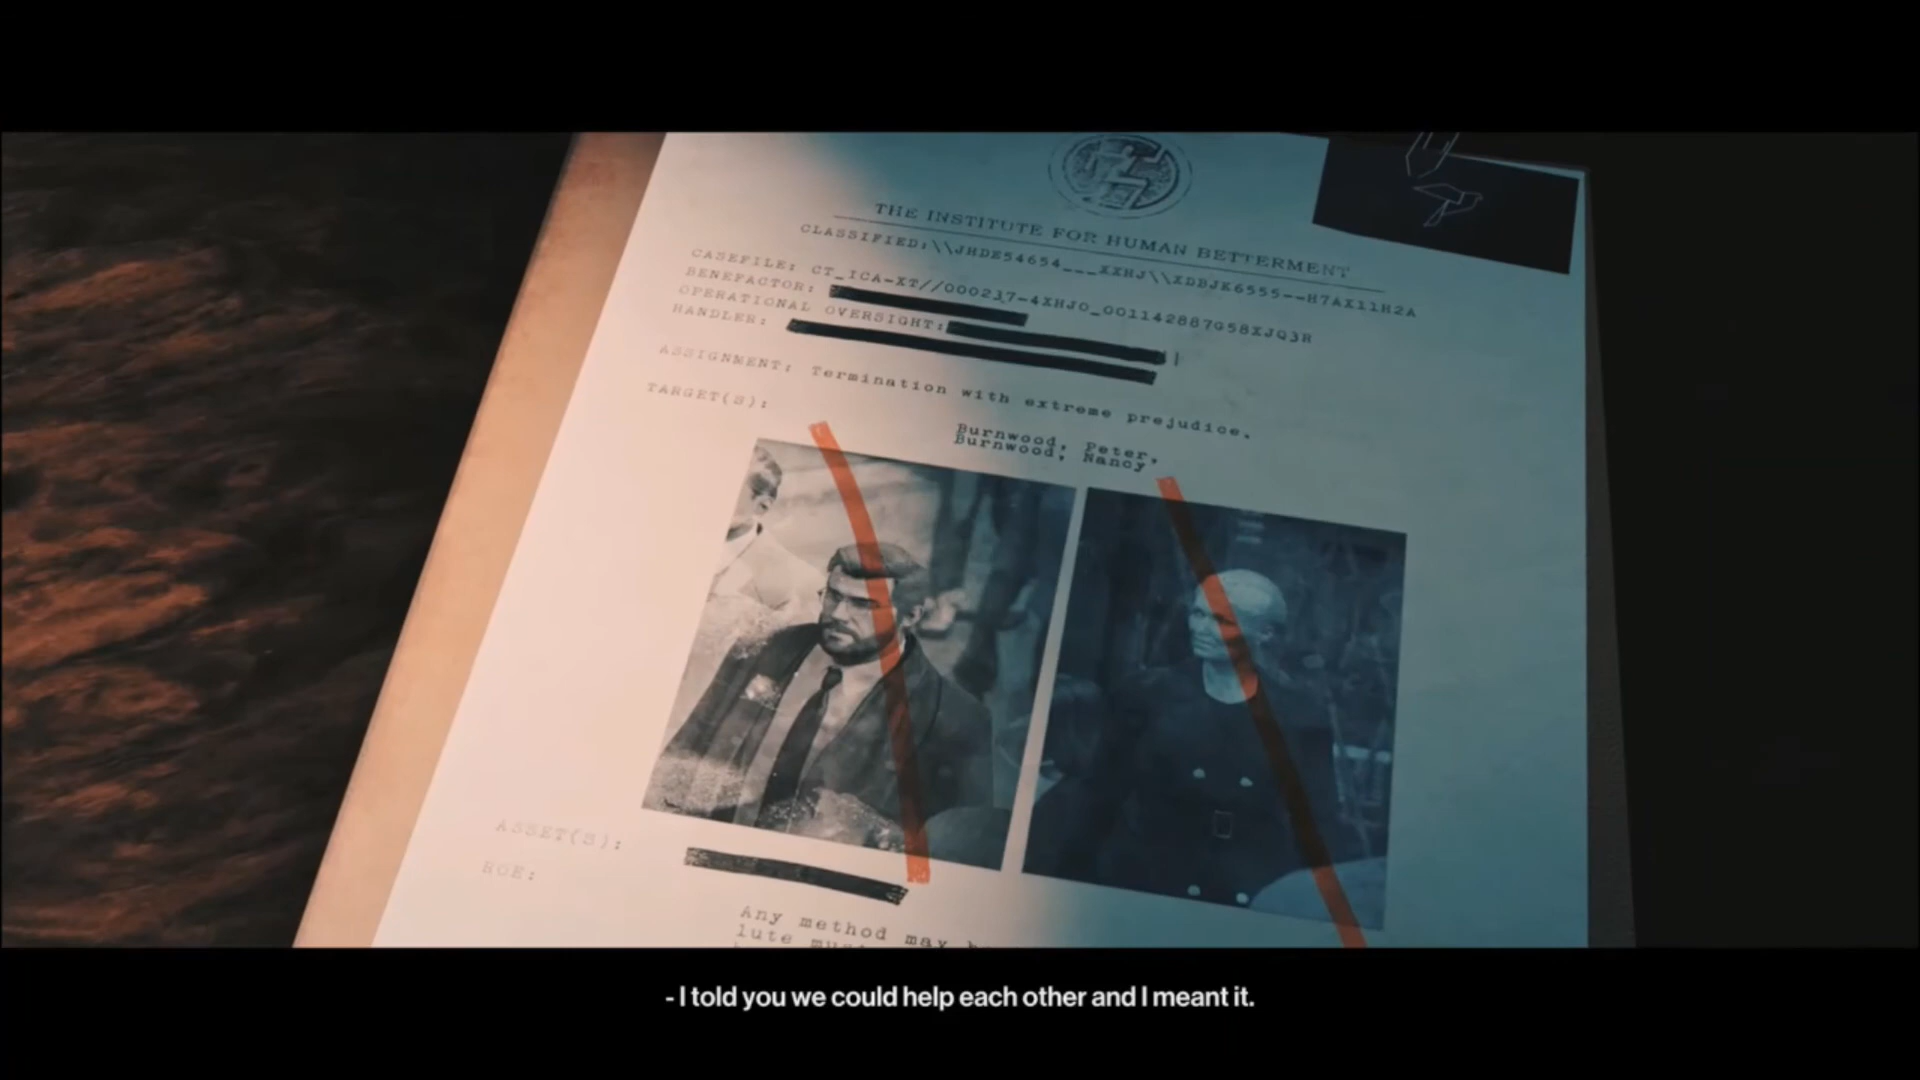 THE INSTITUTE FOR HUMAN BETTERMENT
CLASSIFIED:\\JHDE54654___XXHJ\\XDBJK6555--H7AX11H2A
CASEFILE: CT_ICA-XT//000237-4XHJO_001142887G58XJQ3R
BENEFACTOR:
OPERATIONAL OVERSIGHT:
HANDLER:
ASSIGNMENT: Termination with extreme prejudice.
TARGET(S):
Burnwood, Peter,
Burnwood, Nancy
ASSET(S):
ROE:
Any method may
lute
- I told you we could help each other and I meant it.